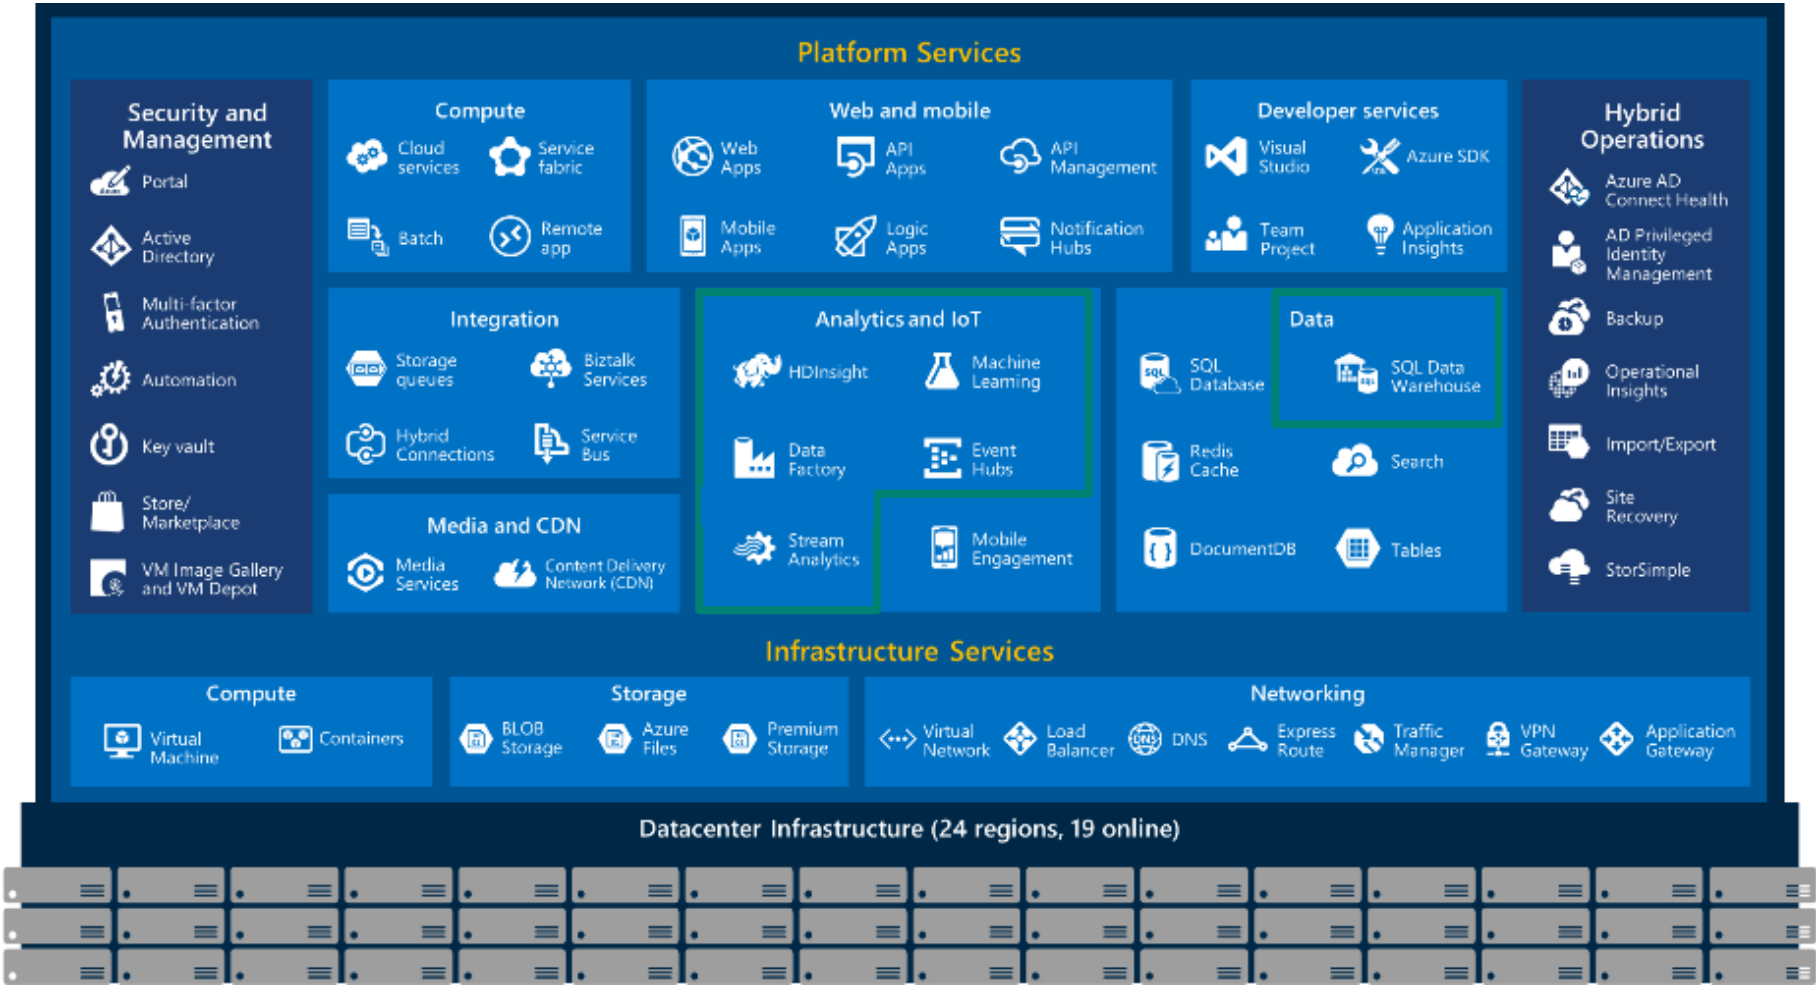 Platform Services
Security and
Management
Portal
Active
Directory
Multi-factor
Authentication
Automation
Key vault
Store/
Marketplace
VM Image Gallery
and VM Depot
Compute
Cloud
services
Service
fabric
Batch
Remote
app
Web and mobile
Web
Apps
API
Apps
API
Management
Mobile
Apps
Logic
Apps
Notification
Hubs
Developer services
Visual
Studio
Azure SDK
Team
Project
Application
Insights
Hybrid
Operations
Azure AD
Connect Health
AD Privileged
Identity
Management
Backup
Operational
Insights
Import/Export
Site
Recovery
StorSimple
Integration
Storage
queues
Biztalk
Services
Hybrid
Connections
Service
Bus
Media and CDN
Media
Services
Content Delivery
Network (CDN)
Analytics and IoT
HDInsight
Machine
Learning
Data
Factory
Event
Hubs
Stream
Analytics
Mobile
Engagement
Data
SQL
SQL
Database
SQL
SQL Data
Warehouse
Redis
Cache
Search
DocumentDB
Tables
Infrastructure Services
Compute
Virtual
Machine
Containers
Storage
BLOB
Storage
Azure
Files
Premium
Storage
Networking
Virtual
Network
Load
Balancer
DNS
DNS
Express
Route
Traffic
Manager
VPN
Gateway
Application
Gateway
Datacenter Infrastructure (24 regions, 19 online)